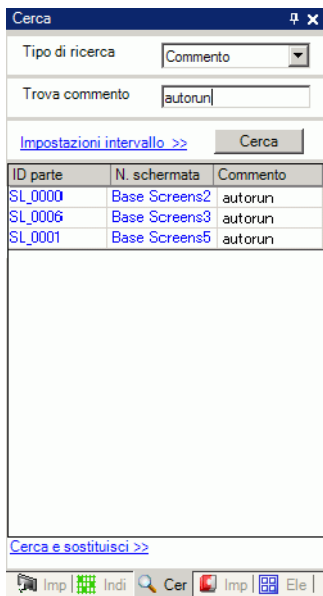 Cerca
Tipo di ricerca Commento
Trova commento autorun
Impostazioni intervallo >> Cerca
ID parte N. schermata Commento
SL_0000 Base Screens2 autorun
SL_0006 Base Screens3 autorun
SL_0001 Base Screens5 autorun
Cerca e sostituisci >>
Imp Indi Cer Imp Ele